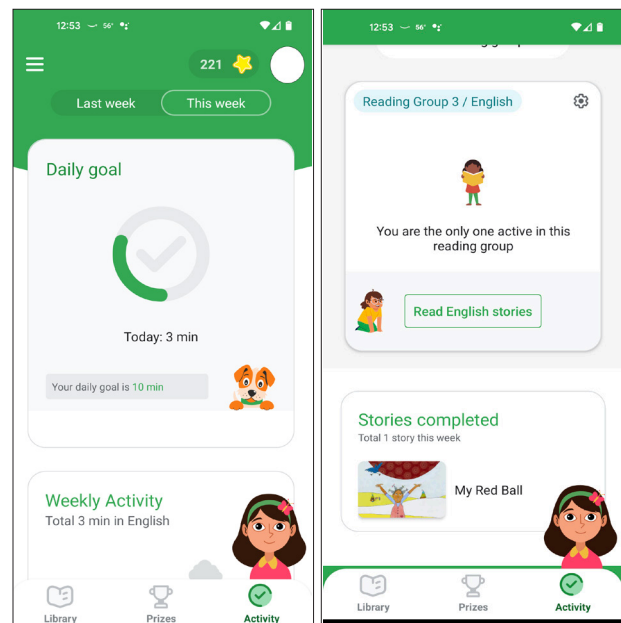 12:53
56°
221
Last week
This week
Daily goal
Today: 3 min
Your daily goal is 10 min
Weekly Activity
Total 3 min in English
Library
Prizes
Activity
12:53
56°
Reading Group 3 / English
You are the only one active in this
reading group
Read English stories
Stories completed
Total 1 story this week
My Red Ball
Library
Prizes
Activity